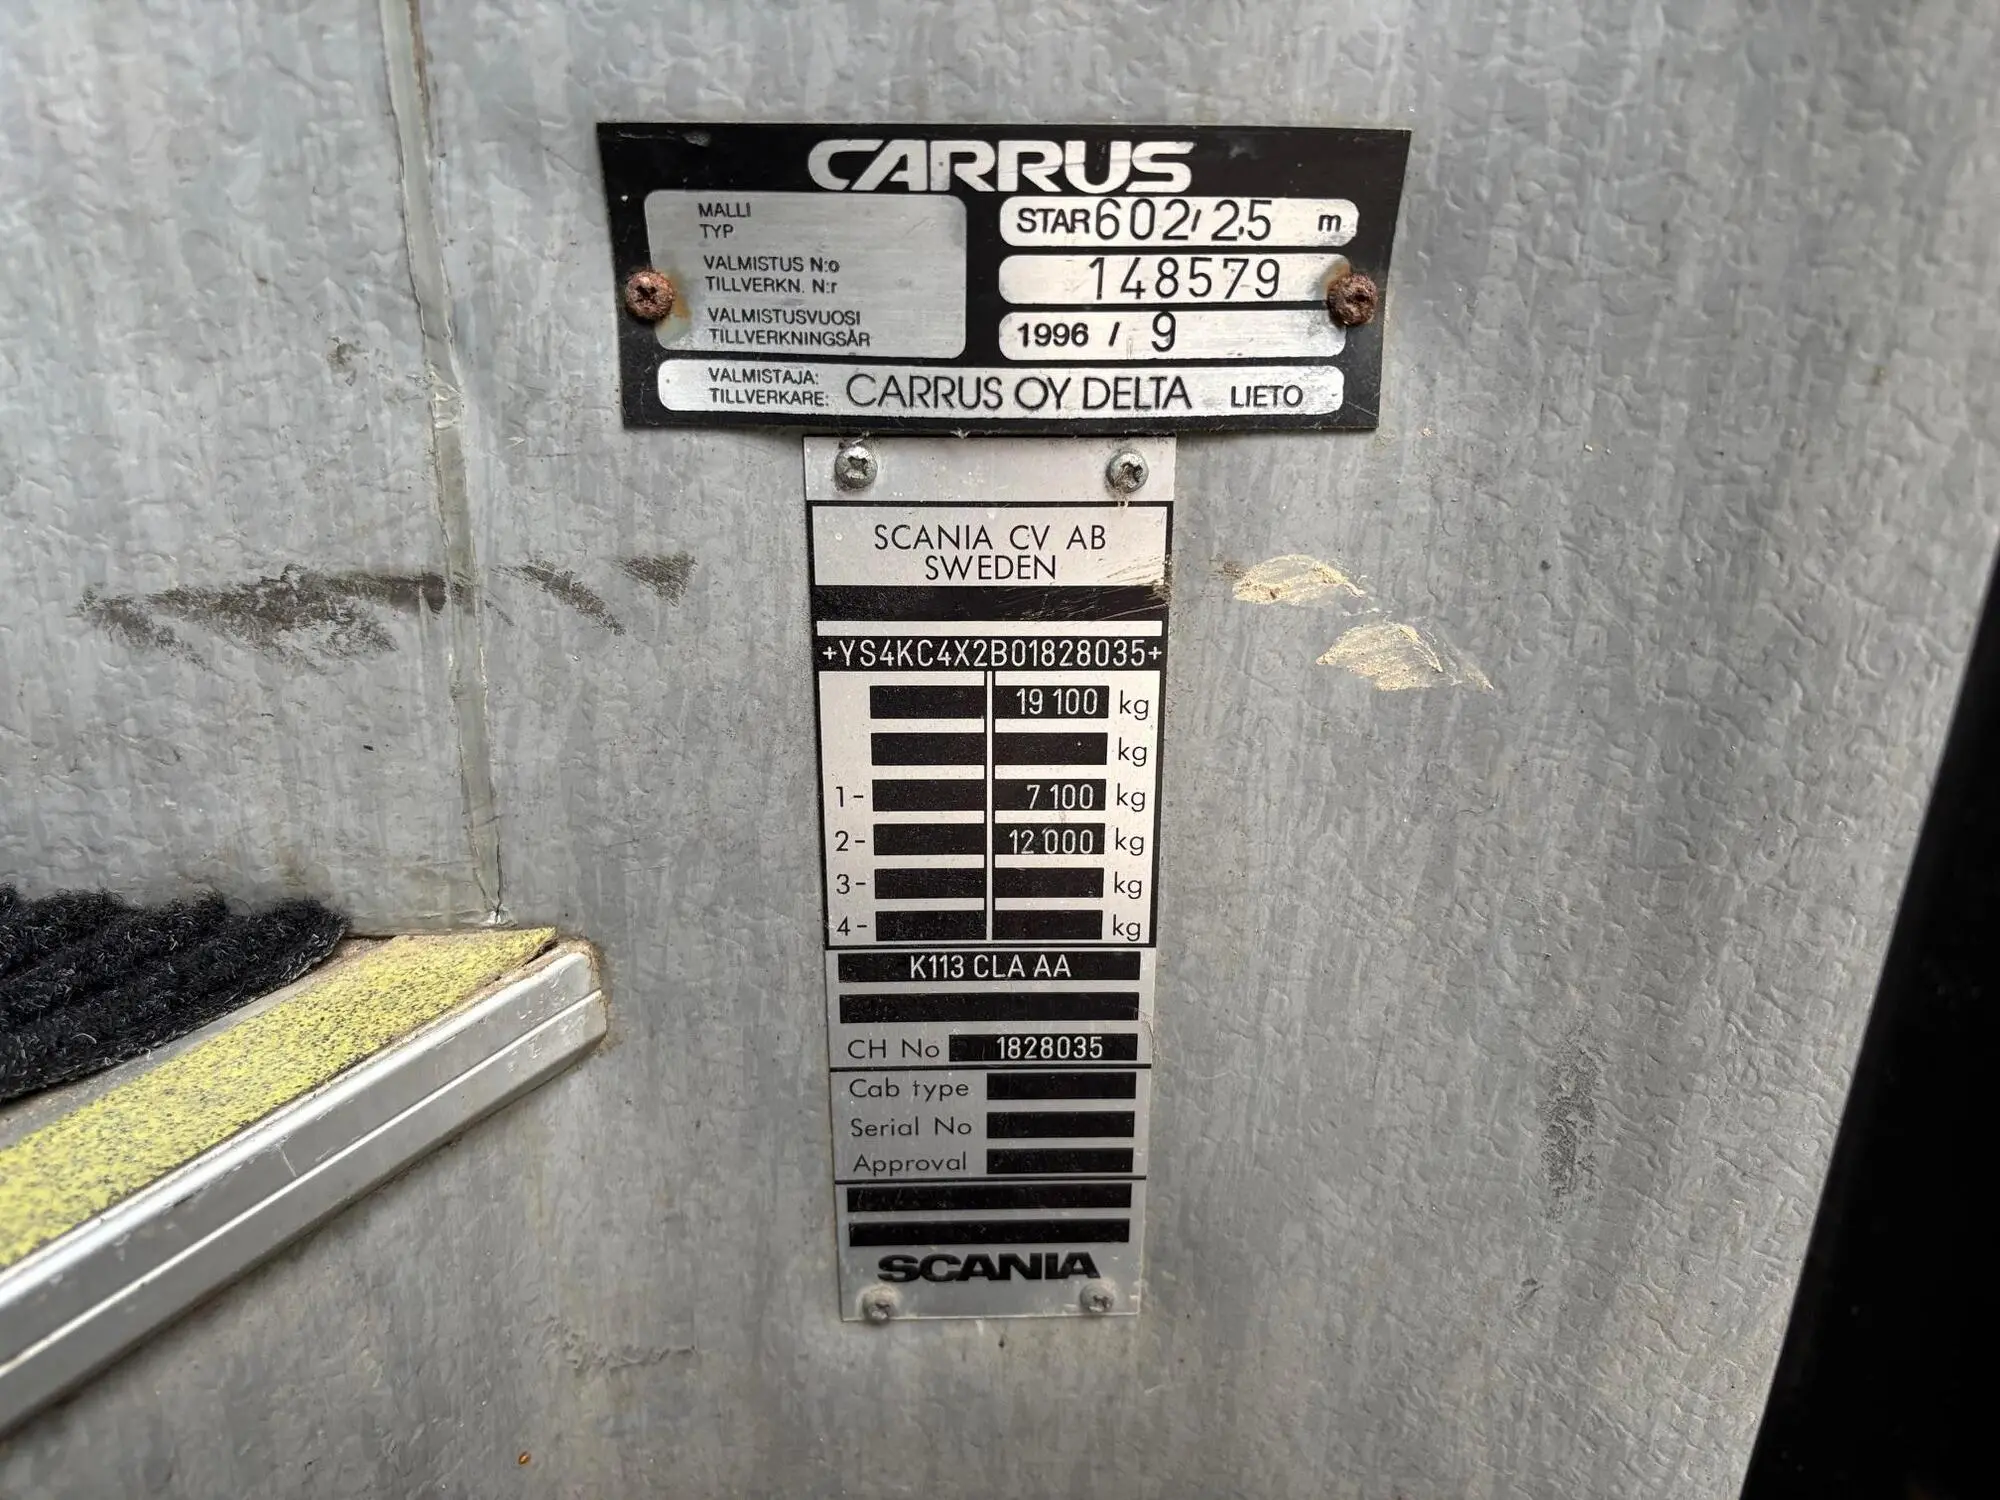 CARRUS
MALLI
TYP
STAR 602/2,5 m
VALMISTUS N:o
TILLVERKN. N:r
148579
VALMISTUSVUOSI
TILLVERKNINGSÅR
1996 / 9
VALMISTAJA:
TILLVERKARE:
CARRUS OY DELTA LIETO
SCANIA CV AB
SWEDEN
+YS4KC4X2B01828035+
19 100 kg
kg
1- 7 100 kg
2- 12 000 kg
3- kg
4- kg
K113 CLA AA
CH No 1828035
Cab type
Serial No
Approval
SCANIA